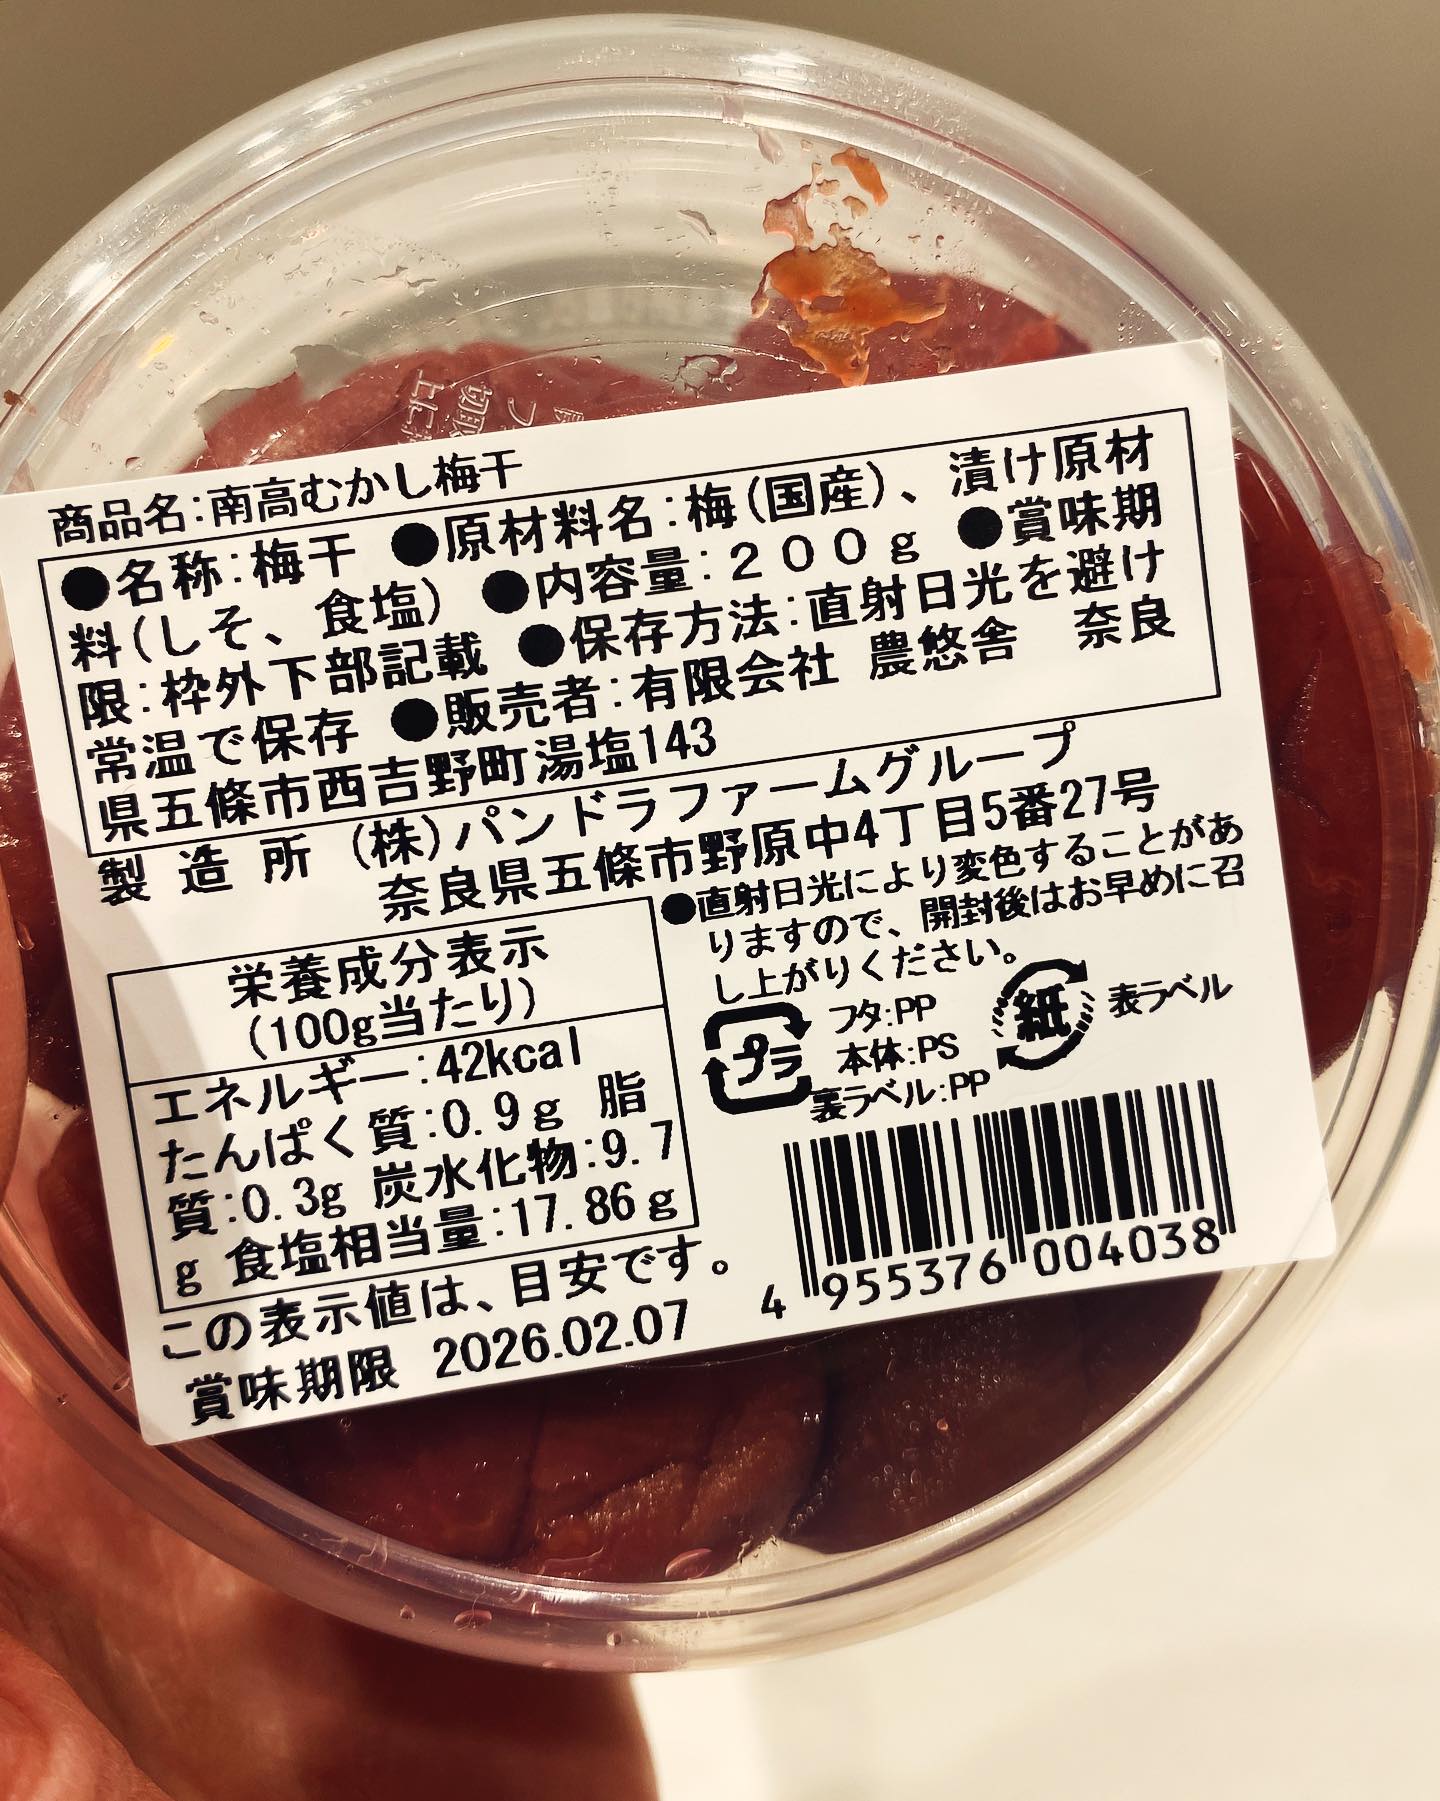 商品名:南高むかし梅干
●名称:梅干 ●原材料名:梅(国産)、漬け原材
料(しそ、食塩) ●内容量:200g ●賞味期
限:枠外下部記載 ●保存方法:直射日光を避け
常温で保存 ●販売者:有限会社 農悠舎 奈良
県五條市西吉野町湯塩143
製造所 (株)パンドラファームグループ
奈良県五條市野原中4丁目5番27号
●直射日光により変色することがあ
りますので、開封後はお早めに召
し上がりください。
栄養成分表示
(100g当たり)
エネルギー:42kcal
たんぱく質:0.9g 脂
質:0.3g 炭水化物:9.7
g 食塩相当量:17.86g
この表示値は、目安です。
賞味期限 2026.02.07
プラ
フタ:PP
本体:PS
裏ラベル:PP
紙
表ラベル
4 955376 004038